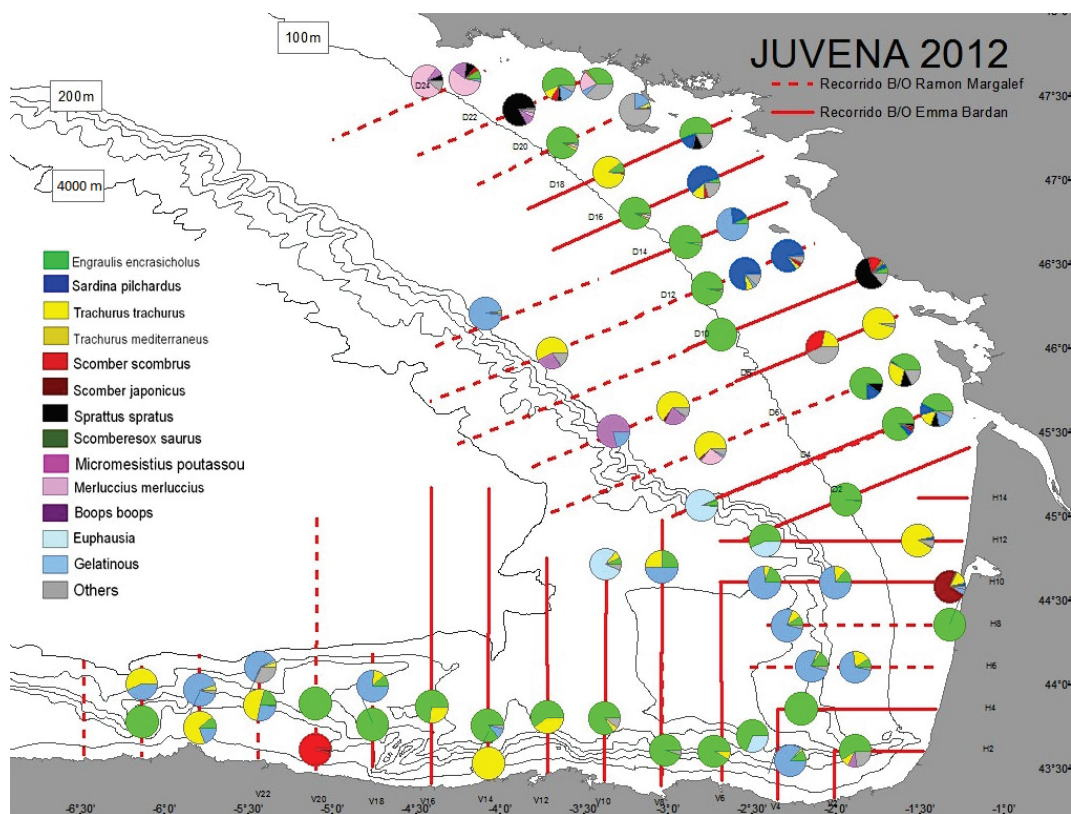 JUVENA 2012
Recorrido B/O Ramon Margalef
Recorrido B/O Emma Bardan
100m
200m
4000 m
Engraulis encrasicholus
Sardina pilchardus
Trachurus trachurus
Trachurus mediterraneus
Scomber scombrus
Scomber japonicus
Sprattus spratus
Scomberesox saurus
Micromesistius poutassou
Merluccius merluccius
Boops boops
Euphausia
Gelatinous
Others
D24
D22
D20
D18
D16
D14
D12
D10
D6
D4
D2
H14
H12
H10
H8
H6
H4
H2
V22
V20
V18
V16
V14
V12
V10
V8
V6
V4
47°30'
47°0'
46°30'
46°0'
45°30'
45°0'
44°30'
44°0'
43°30'
-6°30'
-6°0'
-5°30'
-5°0'
-4°30'
-4°0'
-3°30'
-3°0'
-2°30'
-2°0'
-1°30'
-1°0'